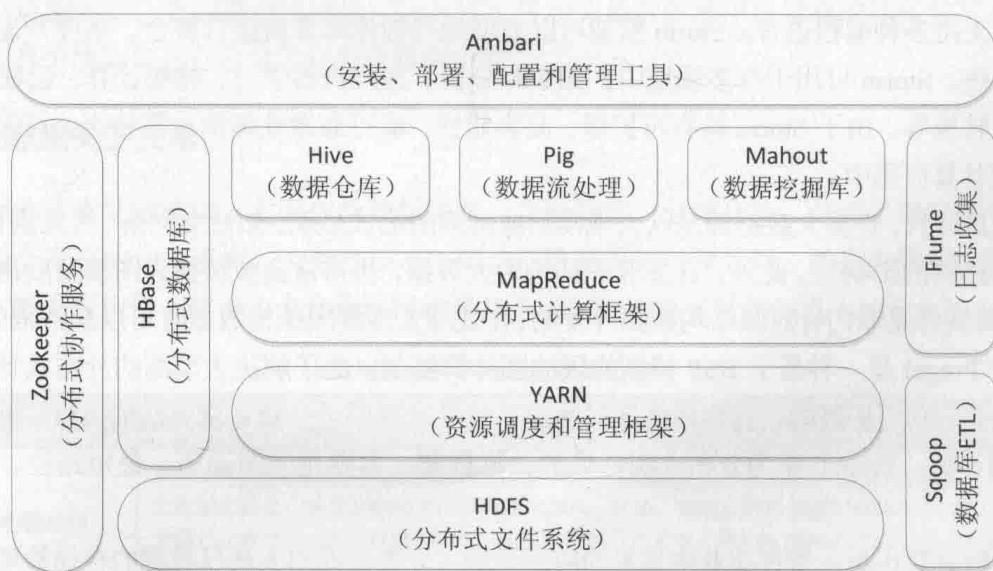 Ambari
（安装、部署、配置和管理工具）
Zookeeper
（分布式协作服务）
HBase
（分布式数据库）
Hive
（数据仓库）
Pig
（数据流处理）
Mahout
（数据挖掘库）
MapReduce
（分布式计算框架）
YARN
（资源调度和管理框架）
HDFS
（分布式文件系统）
Flume
（日志收集）
Sqoop
（数据库ETL）